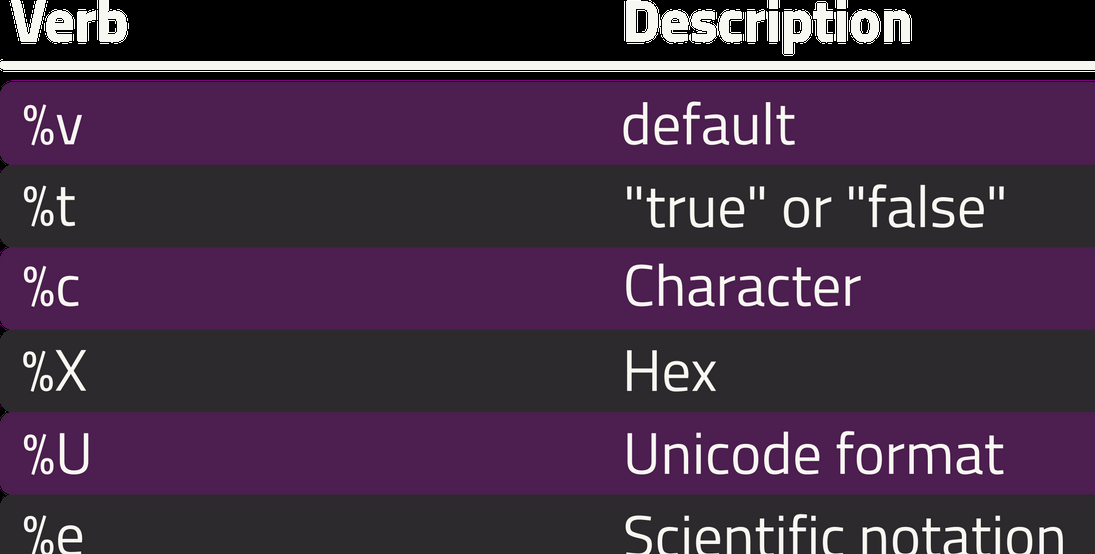 Verb Description
%v default
%t "true" or "false"
%c Character
%X Hex
%U Unicode format
%e Scientific notation